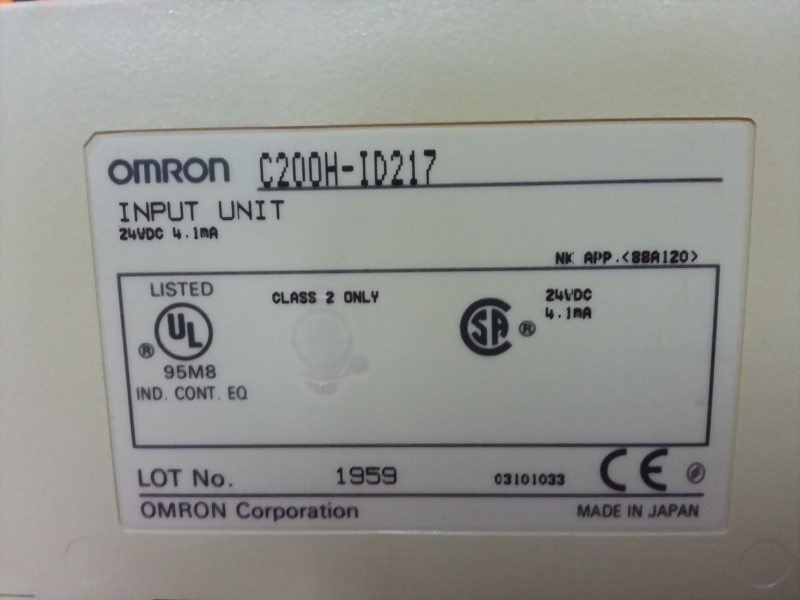 OMRON C200H-ID217
INPUT UNIT
24VDC 4.1mA
NK APP.<88A120>
LISTED
UL
®
95M8
IND. CONT. EQ
CLASS 2 ONLY
SA ®
24VDC
4.1mA
LOT No. 1959 03101033 CE
OMRON Corporation MADE IN JAPAN